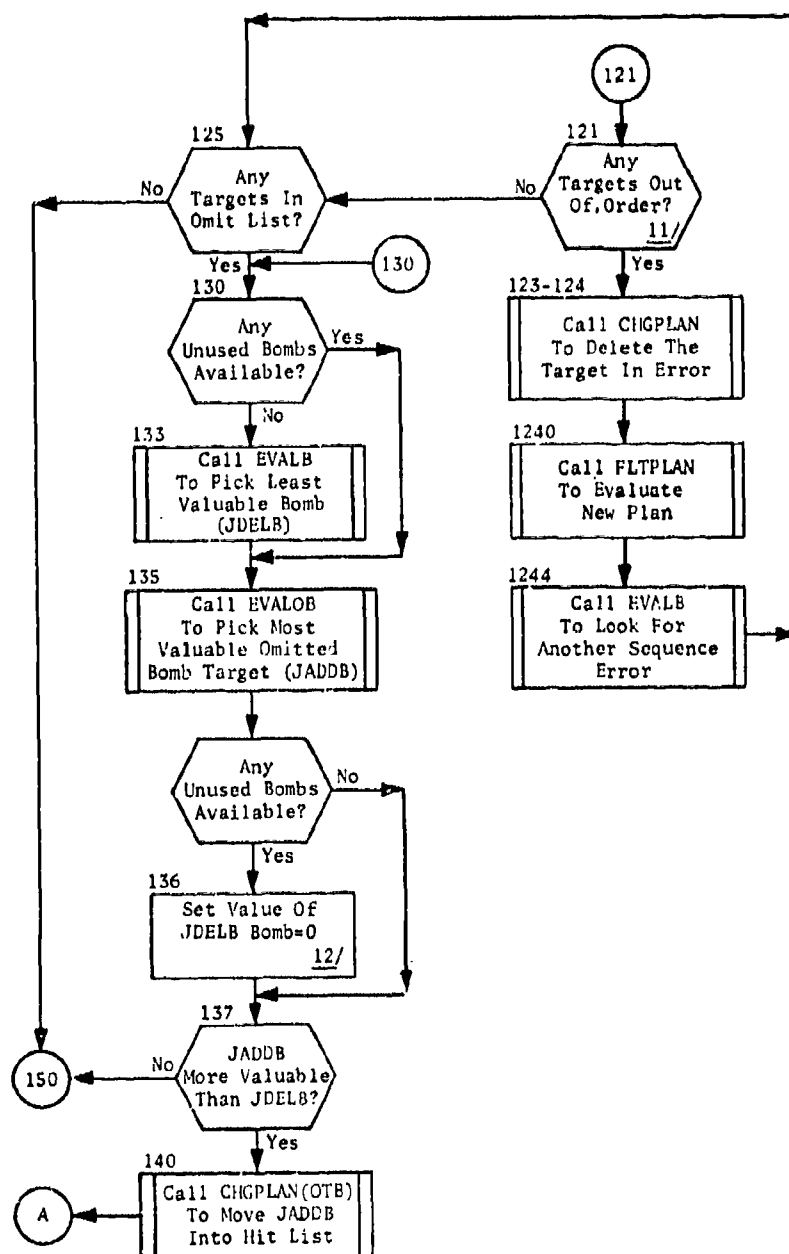 121
125
Any
Targets In
Omit List?
No
Yes
121
Any
Targets Out
Of.Order?
11/
No
Yes
130
130
Any
Unused Bombs
Available?
Yes
No
123-124
Call CHGPLAN
To Delete The
Target In Error
133
Call EVALB
To Pick Least
Valuable Bomb
(JDELB)
1240
Call FLTPLAN
To Evaluate
New Plan
135
Call EVALOB
To Pick Most
Valuable Omitted
Bomb Target (JADDB)
1244
Call EVALB
To Look For
Another Sequence
Error
Any
Unused Bombs
Available?
No
Yes
136
Set Value Of
JDELB Bomb=0
12/
137
JADDB
More Valuable
Than JDELB?
No
150
Yes
140
Call CHGPLAN(OTB)
To Move JADDB
Into Hit List
A